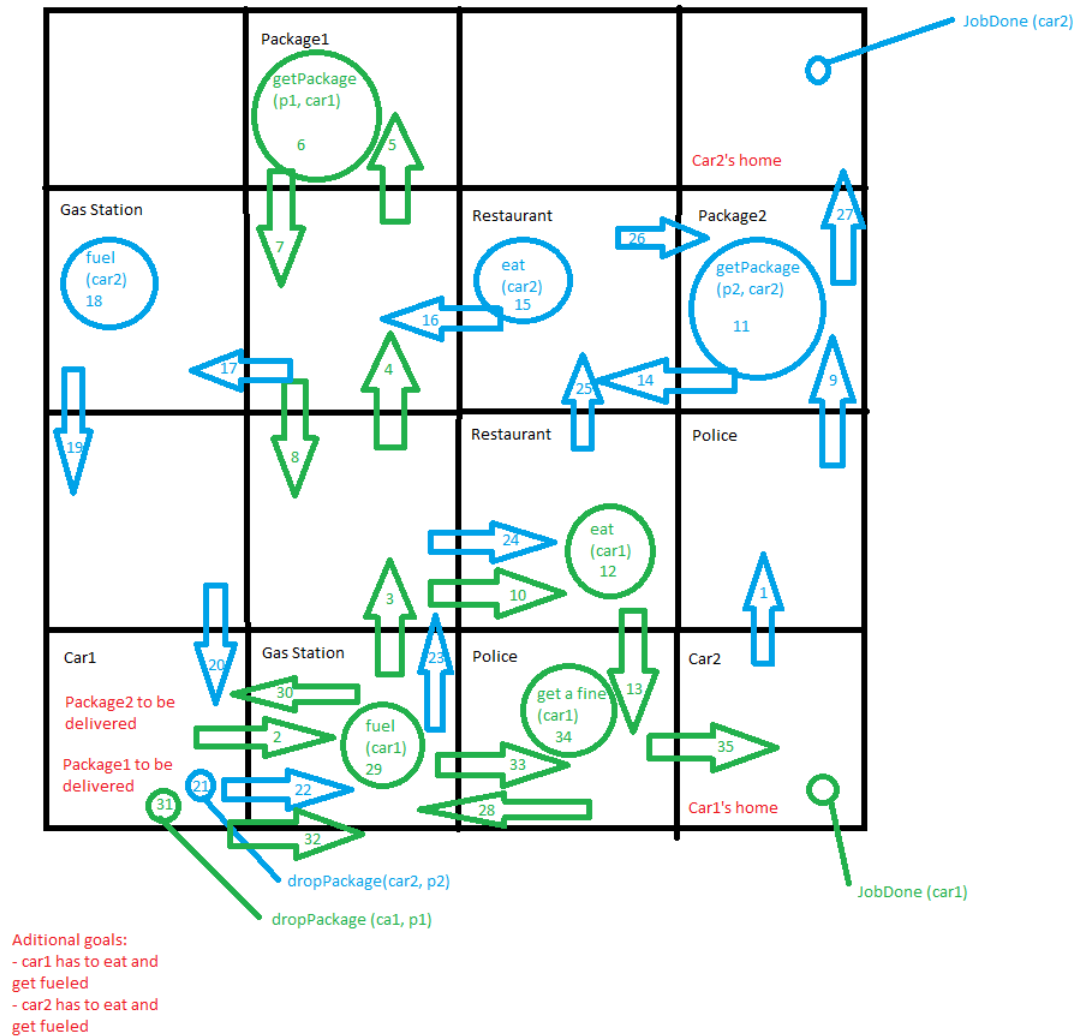 JobDone (car2)
Package1
getPackage
(p1, car1)
6
5
Car2's home
Gas Station
Restaurant
Package2
fuel
(car2)
18
7
eat
(car2)
15
26
getPackage
(p2, car2)
11
27
16
17
4
25
14
9
19
8
Restaurant
Police
24
eat
(car1)
12
3
10
1
Car1
Gas Station
Police
Car2
20
30
23
13
Package2 to be
delivered
2
fuel
(car1)
29
get a fine
(car1)
34
35
Package1 to be
delivered
33
21
22
31
28
Car1's home
32
dropPackage(car2, p2)
JobDone (car1)
dropPackage (ca1, p1)
Aditional goals:
- car1 has to eat and
get fueled
- car2 has to eat and
get fueled